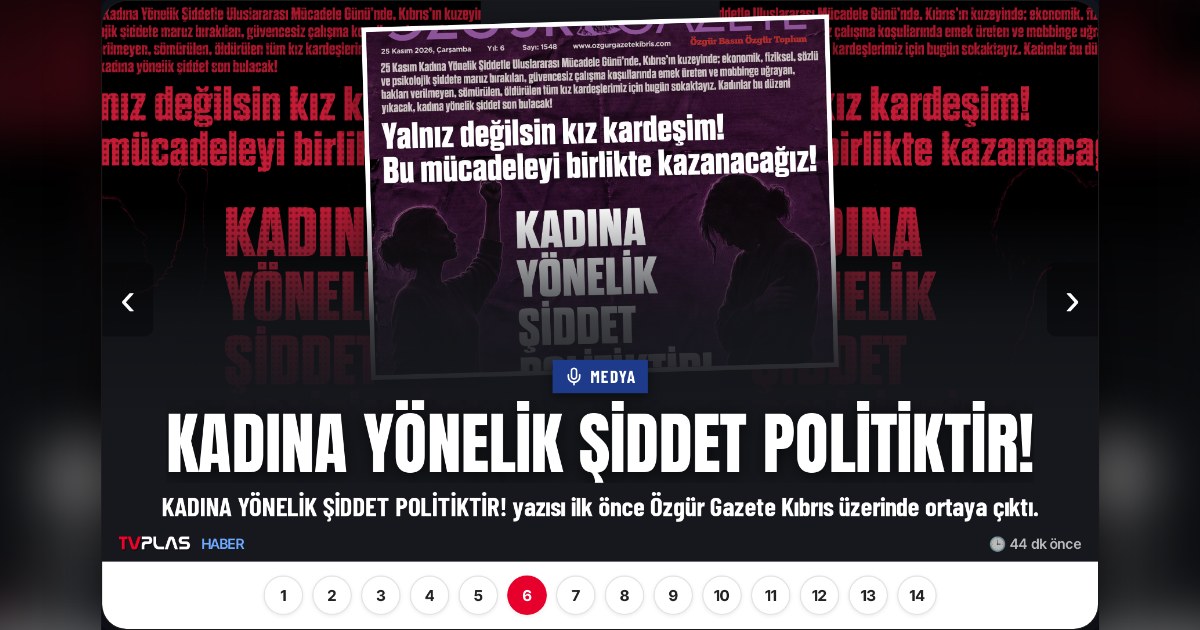 ÖZGÜR GAZETE
25 Kasım 2026, Çarşamba Yıl: 6 Sayı: 1548 www.ozgurgazetekibris.com Özgür Basın Özgür Toplum
25 Kasım Kadına Yönelik Şiddetle Uluslararası Mücadele Günü'nde, Kıbrıs'ın kuzeyinde; ekonomik, fiziksel, sözlü
ve psikolojik şiddete maruz bırakılan, güvencesiz çalışma koşullarında emek üreten ve mobbinge uğrayan,
hakları verilmeyen, sömürülen, öldürülen tüm kız kardeşlerimiz için bugün sokaktayız. Kadınlar bu düzeni
yıkacak, kadına yönelik şiddet son bulacak!
Yalnız değilsin kız kardeşim!
Bu mücadeleyi birlikte kazanacağız!
KADINA
YÖNELİK
ŞİDDET
POLİTİKTİR!
‹ ›
MEDYA
KADINA YÖNELİK ŞİDDET POLİTİKTİR!
KADINA YÖNELİK ŞİDDET POLİTİKTİR! yazısı ilk önce Özgür Gazete Kıbrıs üzerinde ortaya çıktı.
TVPLAS HABER 44 dk önce
1 2 3 4 5 6 7 8 9 10 11 12 13 14